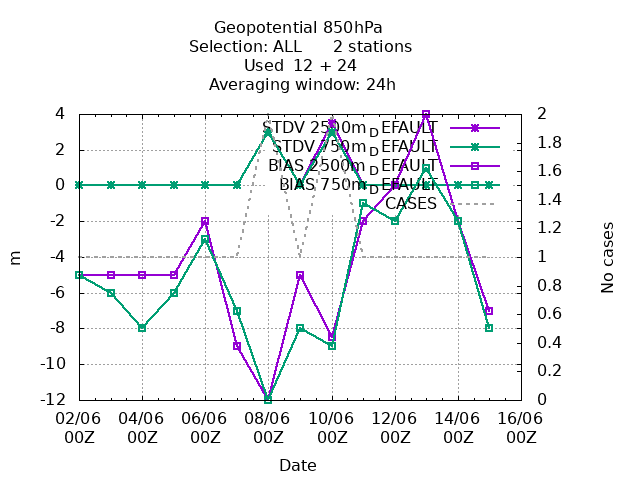 Geopotential 850hPa
Selection: ALL      2 stations
Used  12 + 24
Averaging window: 24h
4
2
0
-2
-4
-6
-8
-10
-12
m
2
1.8
1.6
1.4
1.2
1
0.8
0.6
0.4
0.2
0
No cases
STDV 2500m_DEFAULT
STDV 750m_DEFAULT
BIAS 2500m_DEFAULT
BIAS 750m_DEFAULT
CASES
02/06 04/06 06/06 08/06 10/06 12/06 14/06 16/06
00Z 00Z 00Z 00Z 00Z 00Z 00Z 00Z
Date